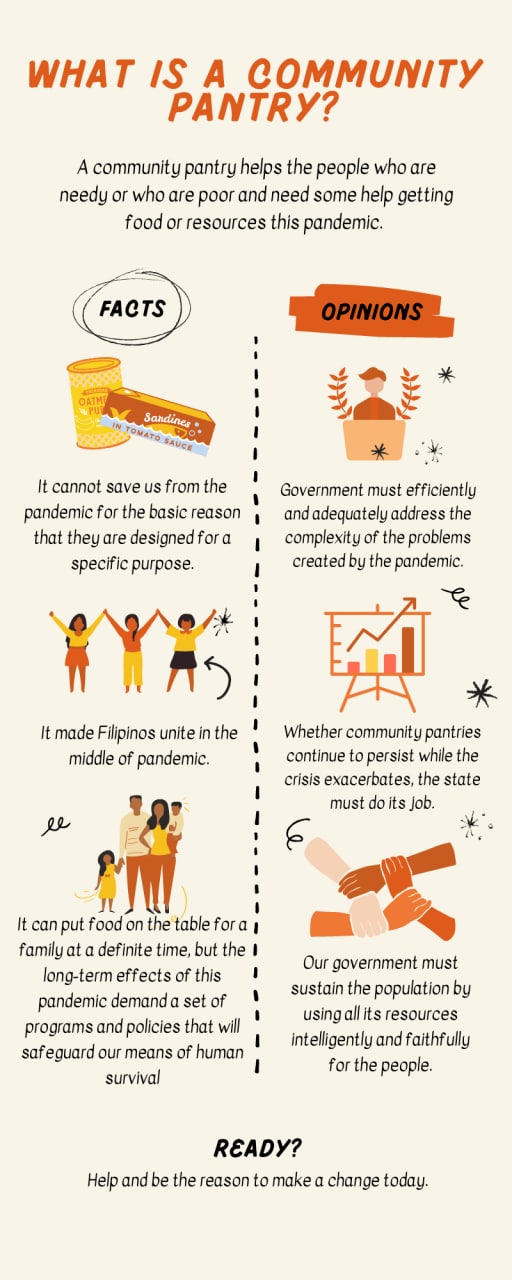 WHAT IS A COMMUNITY
PANTRY?
A community pantry helps the people who are
needy or who are poor and need some help getting
food or resources this pandemic.
FACTS
OATME
Sardines
IN TOMATO SAUCE
It cannot save us from the
pandemic for the basic reason
that they are designed for a
specific purpose.
It made Filipinos unite in the
middle of pandemic.
It can put food on the table for a
family at a definite time, but the
long-term effects of this
pandemic demand a set of
programs and policies that will
safeguard our means of human
survival
OPINIONS
Government must efficiently
and adequately address the
complexity of the problems
created by the pandemic.
Whether community pantries
continue to persist while the
crisis exacerbates, the state
must do its job.
Our government must
sustain the population by
using all its resources
intelligently and faithfully
for the people.
READY?
Help and be the reason to make a change today.